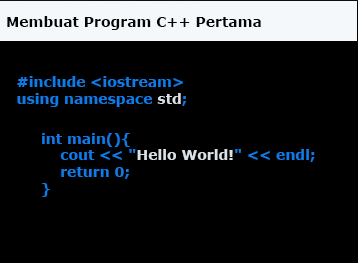 Membuat Program C++ Pertama
#include <iostream>
using namespace std;
int main(){
cout << "Hello World!" << endl;
return 0;
}